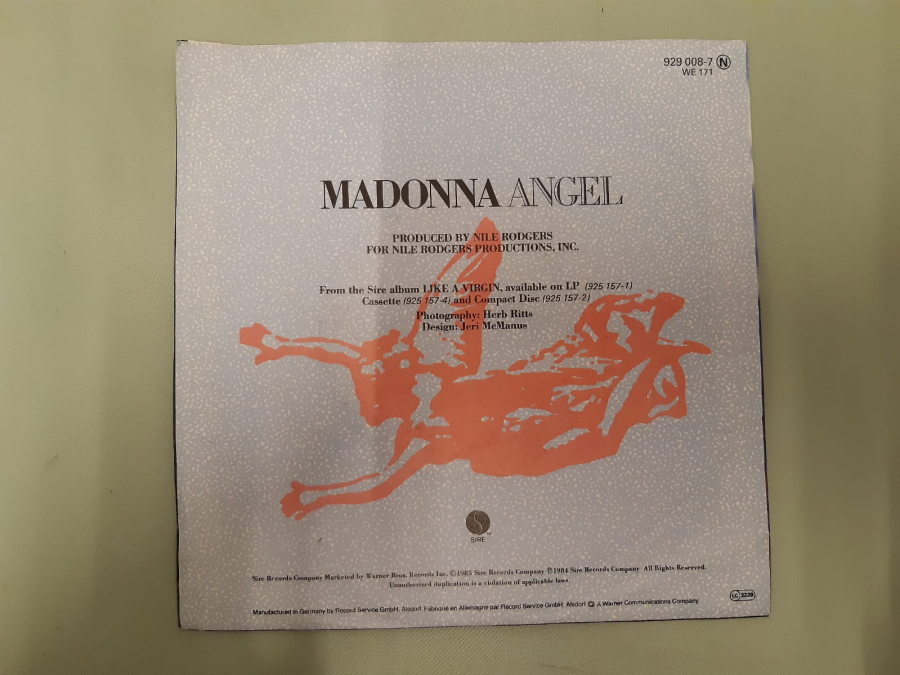 929 008-7 N
WE 171
MADONNA ANGEL
PRODUCED BY NILE RODGERS
FOR NILE RODGERS PRODUCTIONS, INC.
From the Sire album LIKE A VIRGIN, available on LP (925 157-1)
Cassette (925 157-4) and Compact Disc (925 157-2)
Photography: Herb Ritts
Design: Jeri McManus
SIRE
Sire Records Company Marketed by Warner Bros. Records Inc. ©1985 Sire Records Company ℗1984 Sire Records Company All Rights Reserved.
Unauthorized duplication is a violation of applicable laws.
Manufactured in Germany by Record Service GmbH, Alsdorf. Fabriqué en Allemagne par Record Service GmbH, Alsdorf A Warner Communications Company
LC 3228